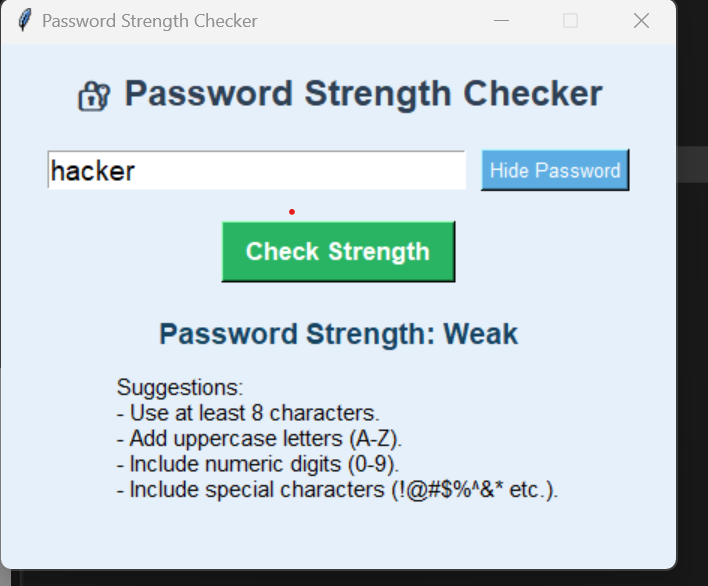 Password Strength Checker
Password Strength Checker
hacker
Hide Password
Check Strength
Password Strength: Weak
Suggestions:
- Use at least 8 characters.
- Add uppercase letters (A-Z).
- Include numeric digits (0-9).
- Include special characters (!@#$%^&* etc.).